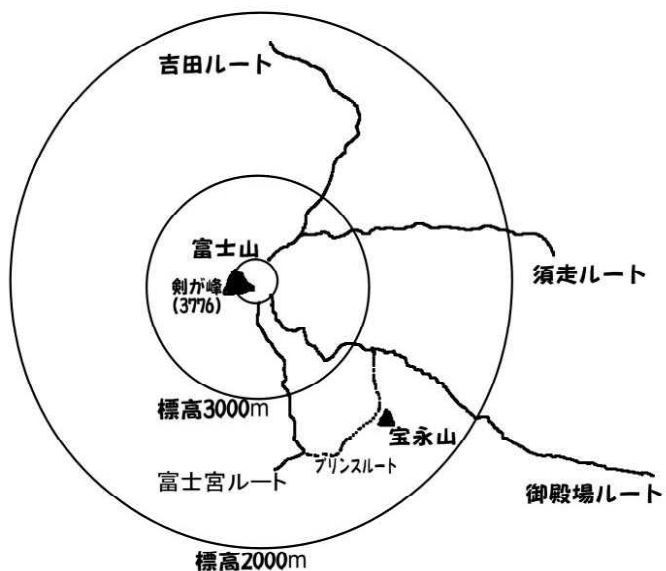 吉田ルート
富士山
剣が峰
(3776)
須走ルート
標高3000m
宝永山
プリンスルート
富士宮ルート
御殿場ルート
標高2000m